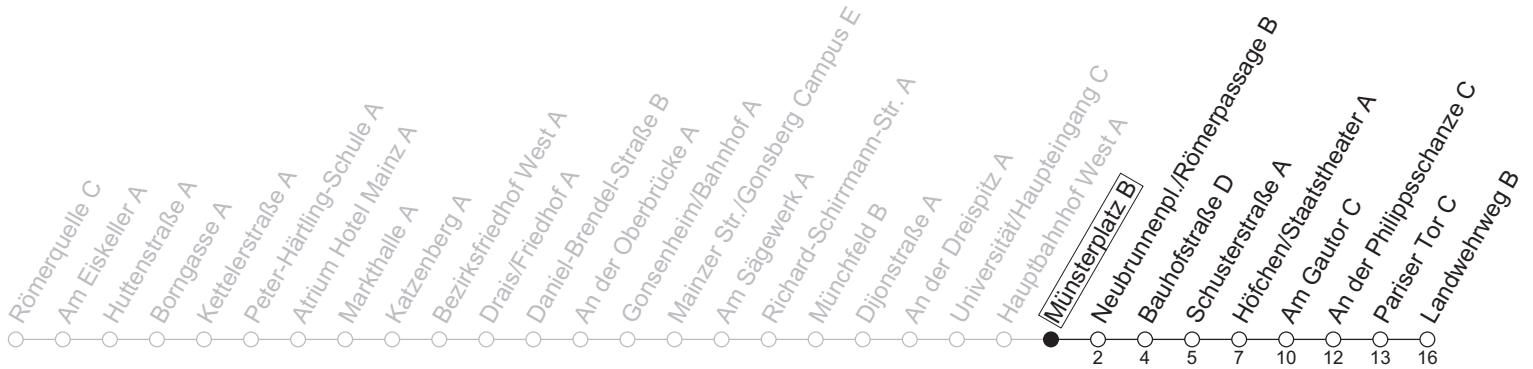 Römerquelle C
Am Eiskeller A
Huttenstraße A
Borngasse A
Kettelerstraße A
Peter-Härtling-Schule A
Atrium Hotel Mainz A
Markthalle A
Katzenberg A
Bezirksfriedhof West A
Drais/Friedhof A
Daniel-Brendel-Straße B
An der Oberbrücke A
Gonsenheim/Bahnhof A
Mainzer Str./Gonsberg Campus E
Am Sägewerk A
Richard-Schirrmann-Str. A
Münchfeld B
Dijonstraße A
An der Dreispitz A
Universität/Haupteingang C
Hauptbahnhof West A
Münsterplatz B
Neubrunnenpl./Römerpassage B
Bauhofstraße D
Schusterstraße A
Höfchen/Staatstheater A
Am Gautor C
An der Philippsschanze C
Pariser Tor C
Landwehrweg B
2 4 5 7 10 12 13 16